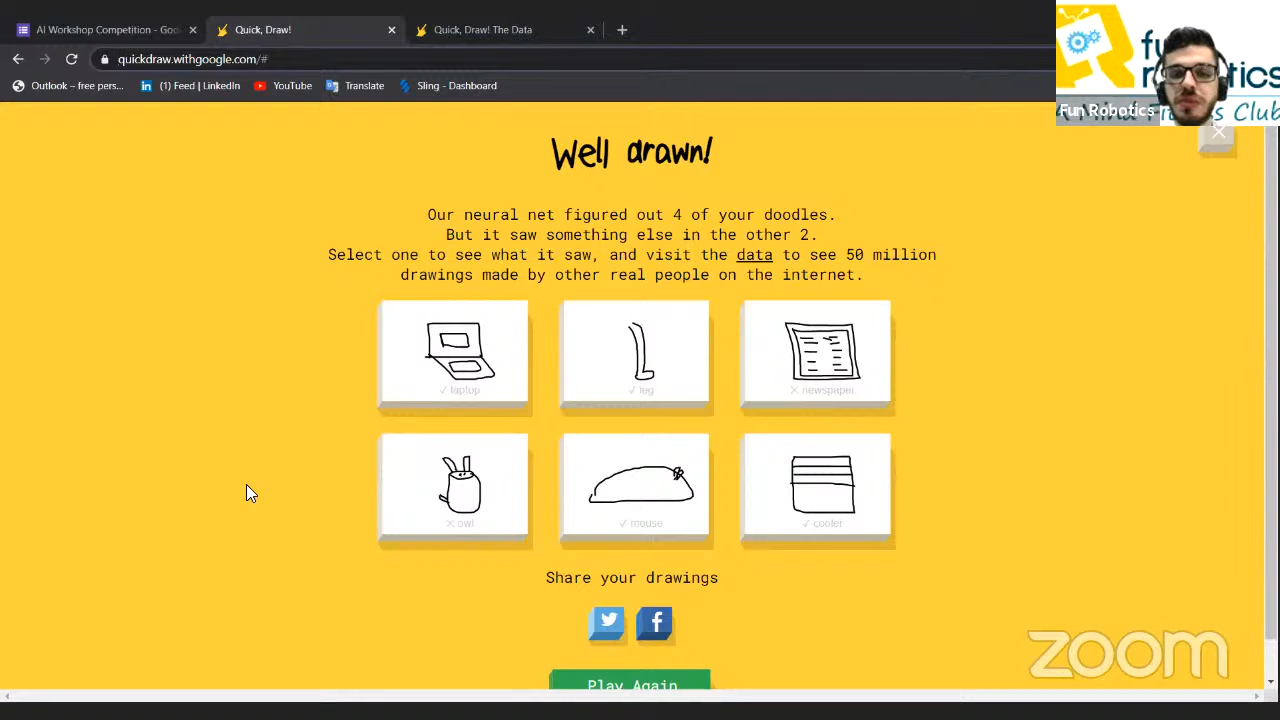 AI Workshop Competition - Goo
Quick, Draw!
Quick, Draw! The Data
quickdraw.withgoogle.com/#
Outlook – free pers...
(1) Feed | LinkedIn
YouTube
Translate
Sling - Dashboard
Fun Robotics
Club
Well drawn!
Our neural net figured out 4 of your doodles.
But it saw something else in the other 2.
Select one to see what it saw, and visit the data to see 50 million
drawings made by other real people on the internet.
✓ laptop
✓ leg
✕ newspaper
✕ owl
✓ mouse
✓ cooler
Share your drawings
Play Again
zoom